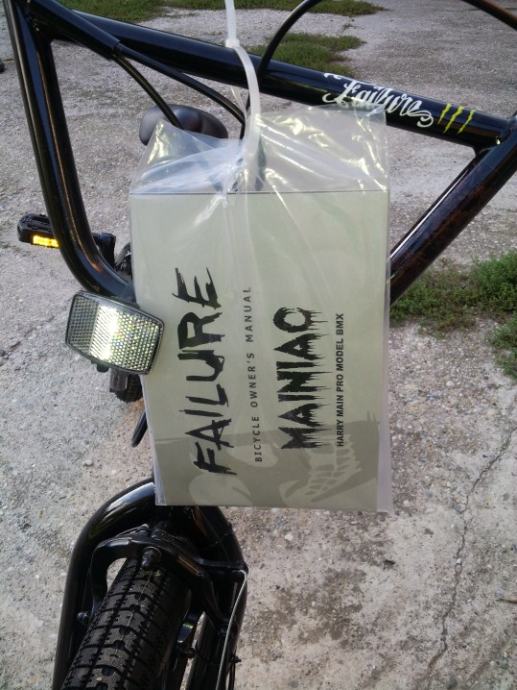 Failure
FAILURE
BICYCLE OWNER'S MANUAL
MAINIAC
HARRY MAIN PRO MODEL BMX